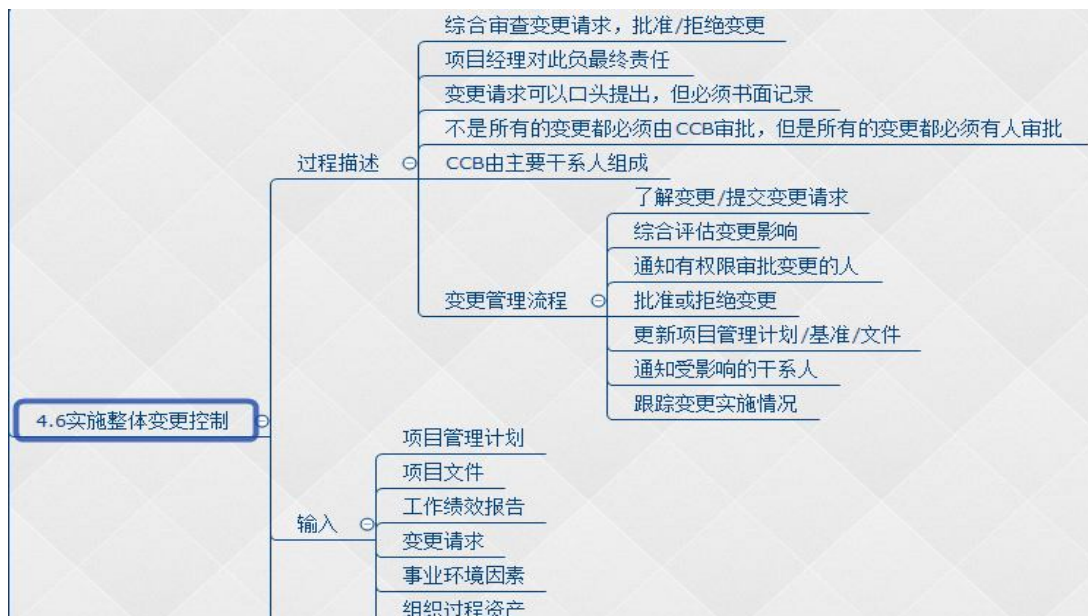 综合审查变更请求，批准/拒绝变更
项目经理对此负最终责任
变更请求可以口头提出，但必须书面记录
不是所有的变更都必须由CCB审批，但是所有的变更都必须有人审批
过程描述
CCB由主要干系人组成
了解变更/提交变更请求
综合评估变更影响
通知有权限审批变更的人
变更管理流程
批准或拒绝变更
更新项目管理计划/基准/文件
通知受影响的干系人
跟踪变更实施情况
4.6实施整体变更控制
项目管理计划
项目文件
工作绩效报告
输入
变更请求
事业环境因素
组织过程资产